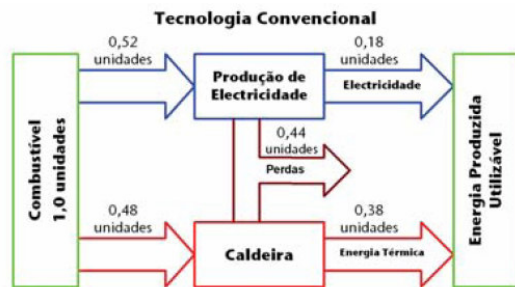 Tecnologia Convencional
0,52
unidades
0,18
unidades
Produção de
Electricidade
Electricidade
Combustível
1,0 unidades
0,44
unidades
Perdas
Energia Produzida
Utilizável
0,48
unidades
0,38
unidades
Caldeira
Energia Térmica